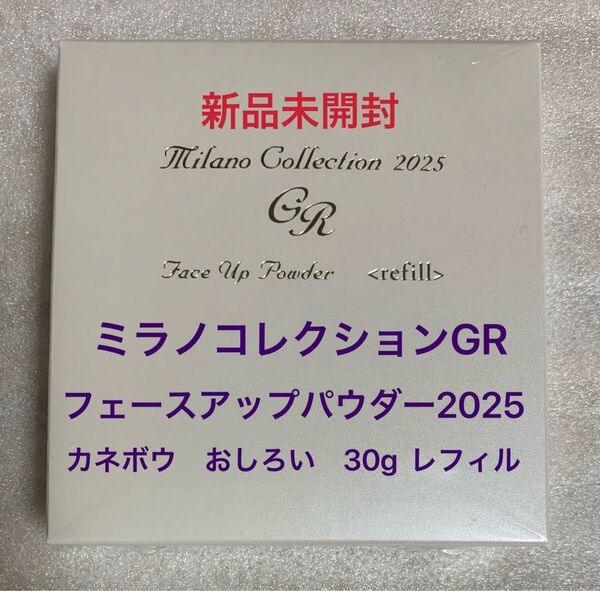 新品未開封
Milano Collection 2025
GR
Face Up Powder <refill>
ミラノコレクションGR
フェースアップパウダー2025
カネボウ おしろい 30g レフィル